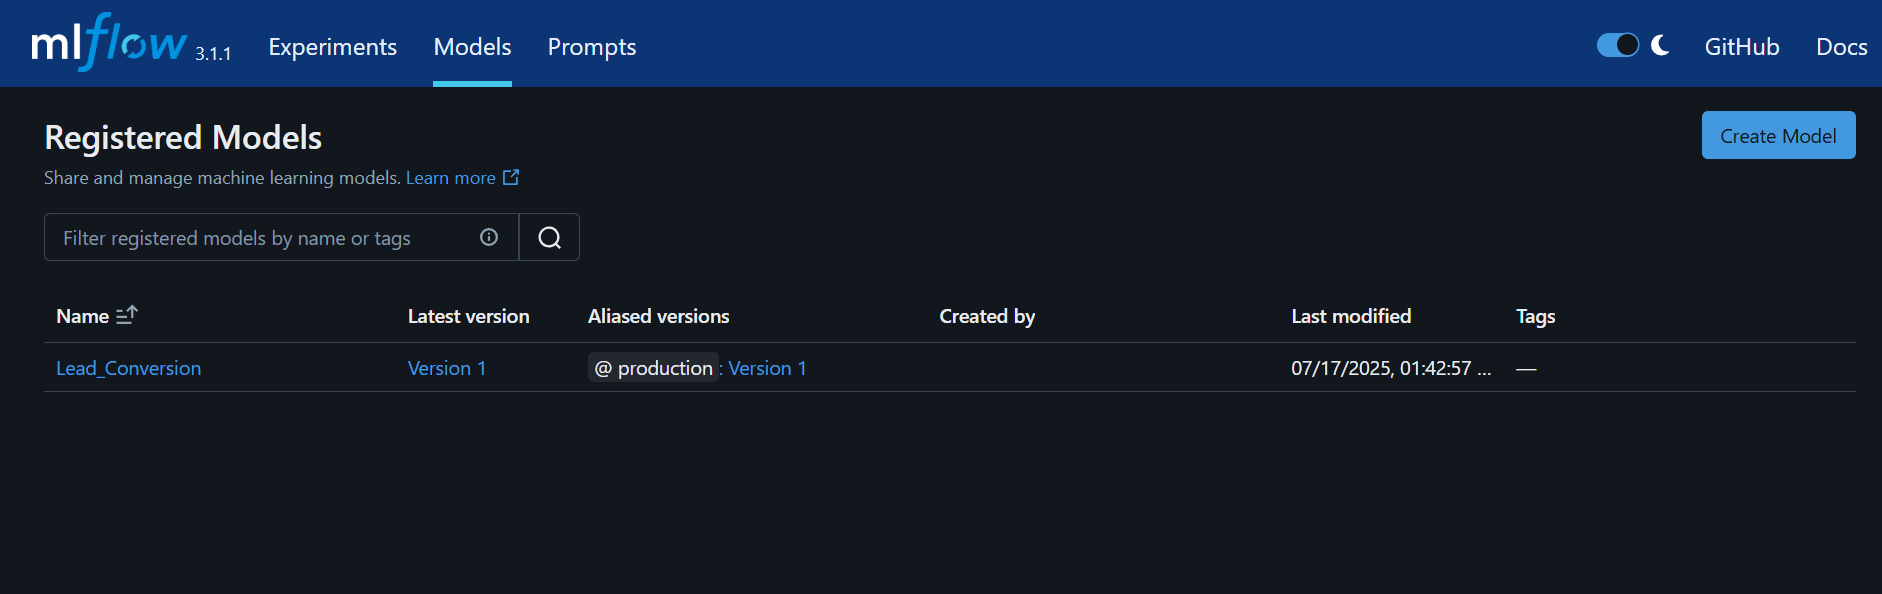 mlflow 3.1.1 Experiments Models Prompts GitHub Docs
Registered Models
Create Model
Share and manage machine learning models. Learn more
Filter registered models by name or tags
Name Latest version Aliased versions Created by Last modified Tags
Lead_Conversion Version 1 @ production : Version 1 07/17/2025, 01:42:57 ... —